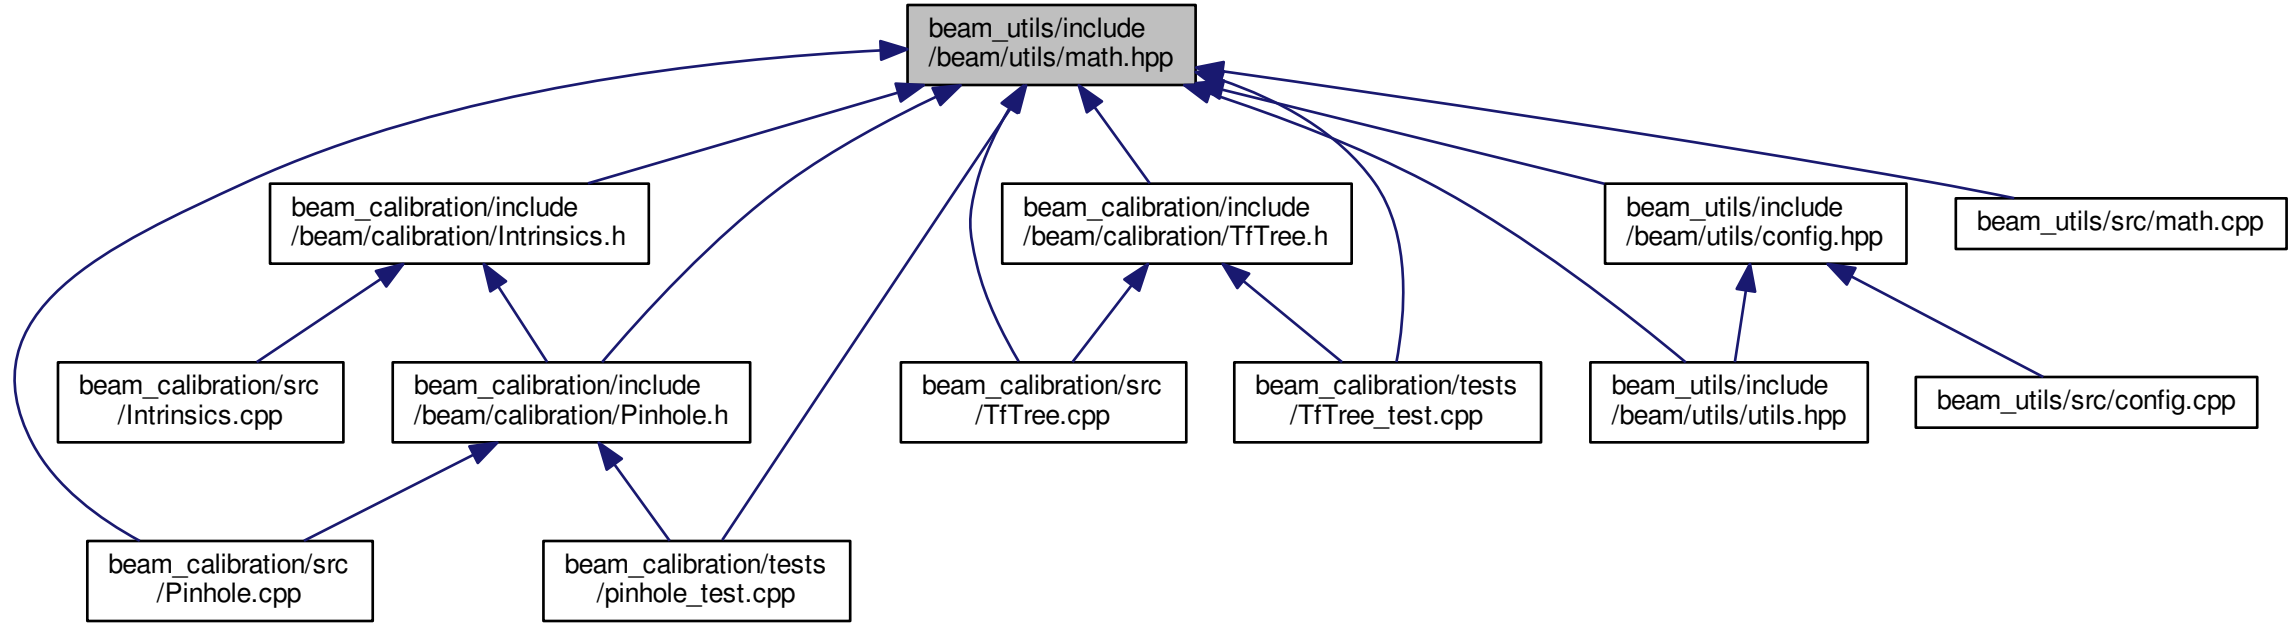 beam_utils/include
/beam/utils/math.hpp
beam_calibration/include
/beam/calibration/Intrinsics.h
beam_calibration/include
/beam/calibration/TfTree.h
beam_utils/include
/beam/utils/config.hpp
beam_utils/src/math.cpp
beam_calibration/src
/Intrinsics.cpp
beam_calibration/include
/beam/calibration/Pinhole.h
beam_calibration/src
/TfTree.cpp
beam_calibration/tests
/TfTree_test.cpp
beam_utils/include
/beam/utils/utils.hpp
beam_utils/src/config.cpp
beam_calibration/src
/Pinhole.cpp
beam_calibration/tests
/pinhole_test.cpp